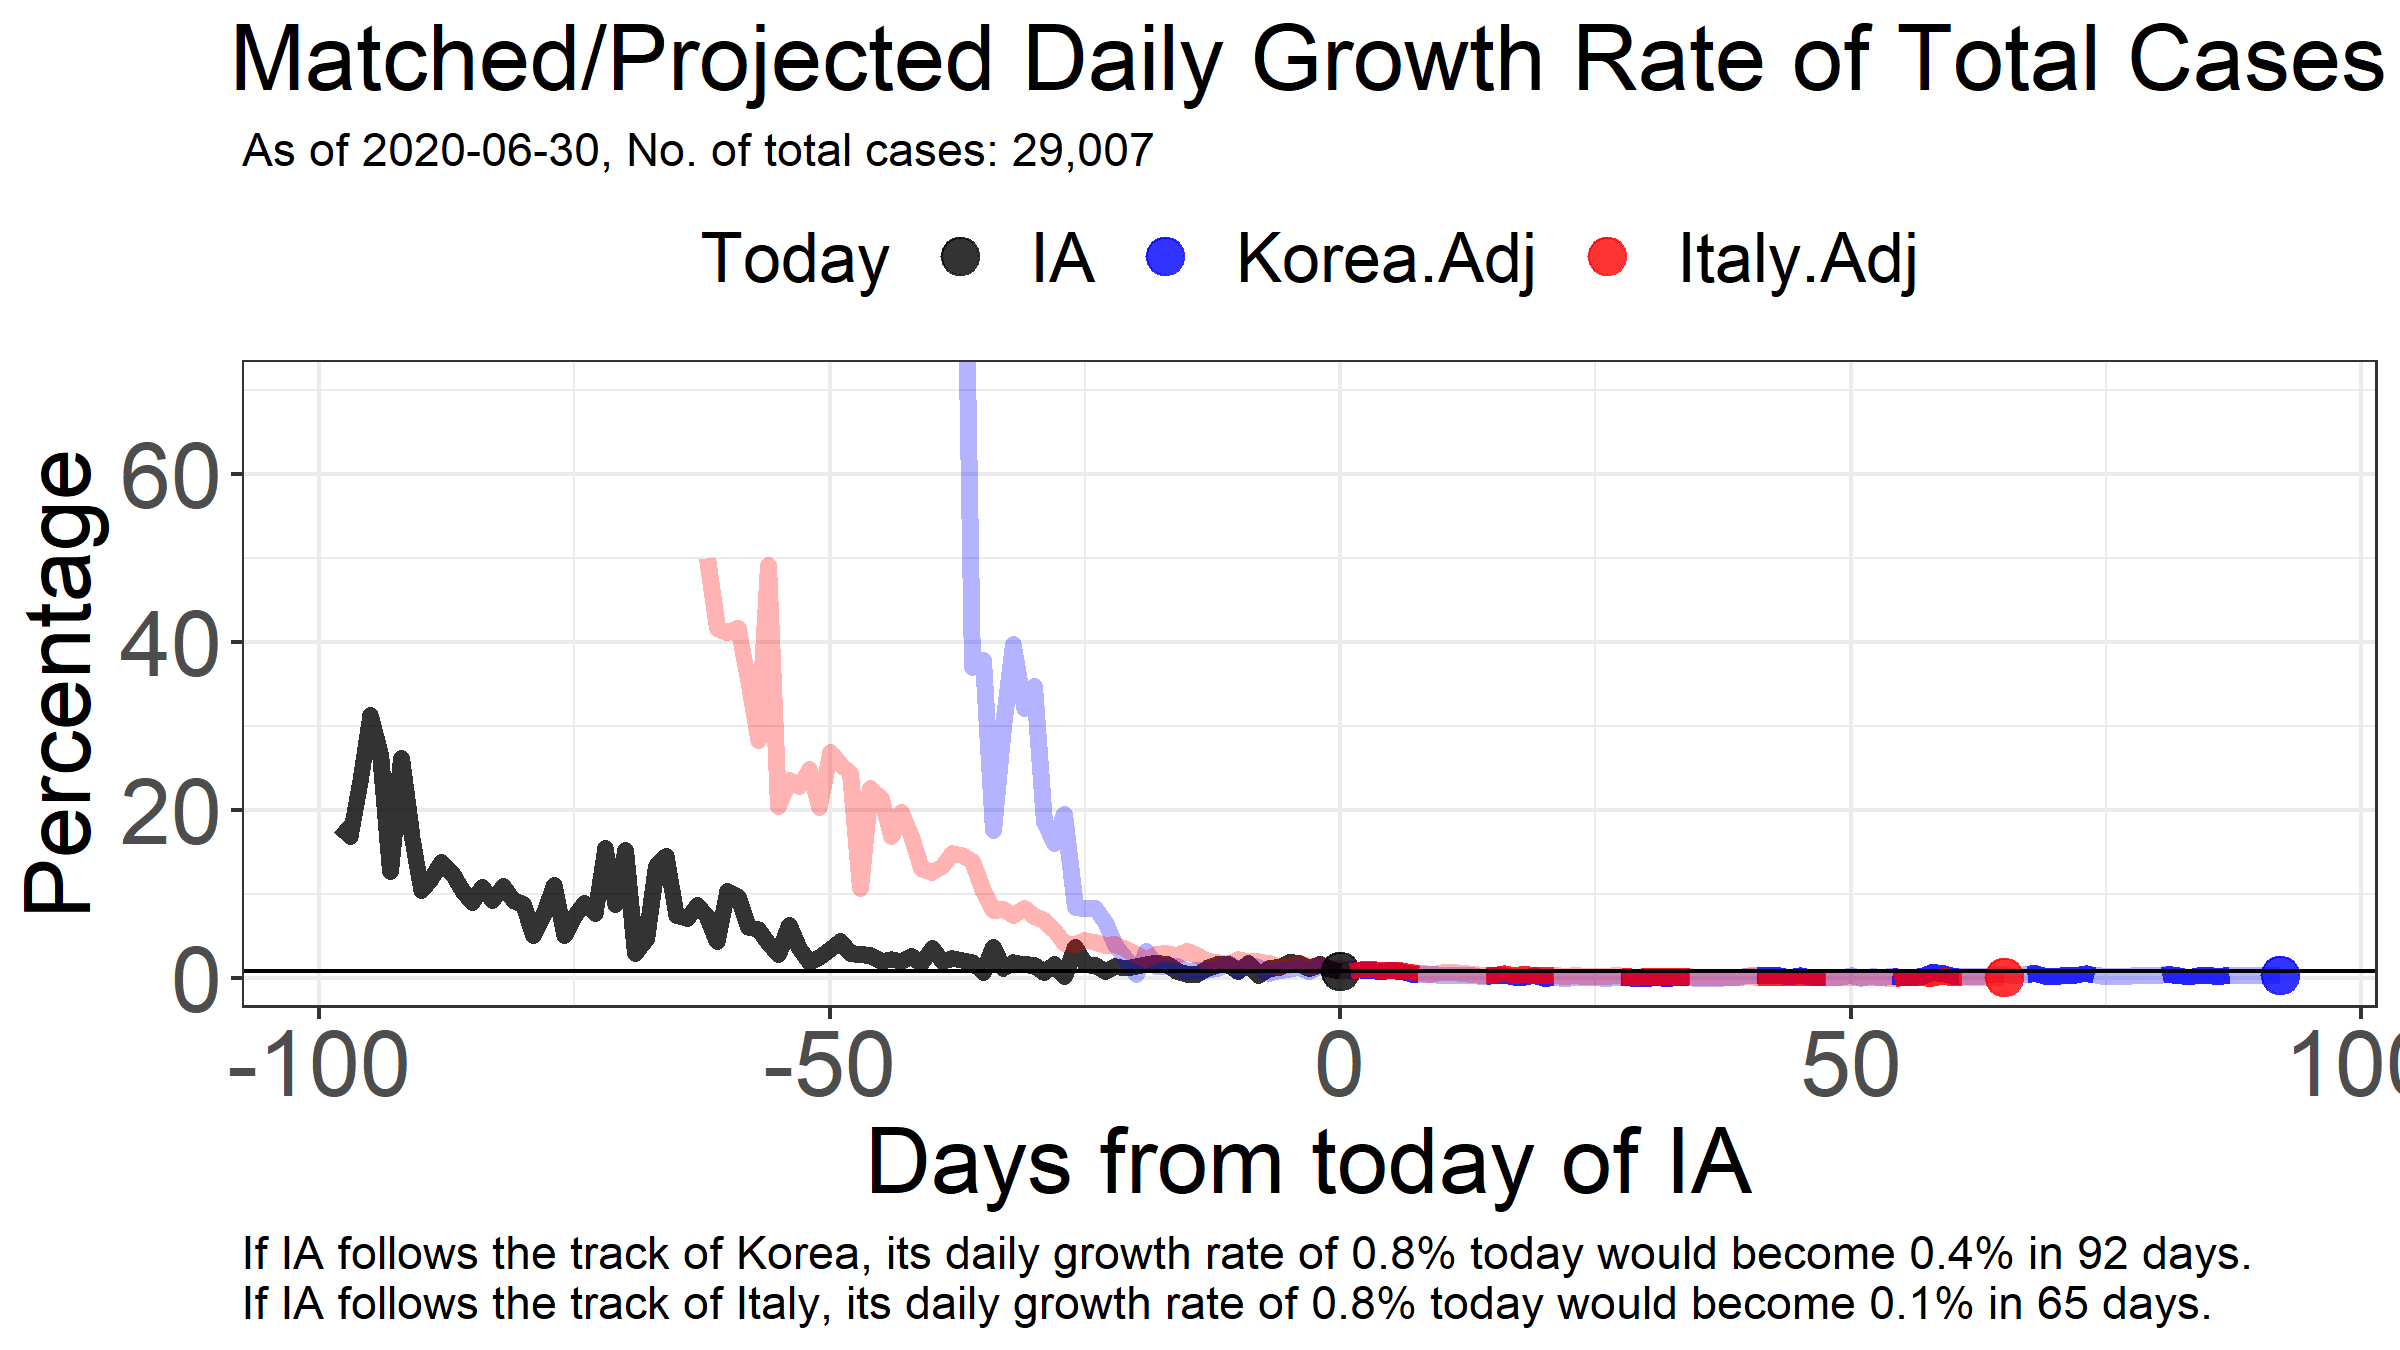 Matched/Projected Daily Growth Rate of Total Cases
As of 2020-06-30, No. of total cases: 29,007
Today IA Korea.Adj Italy.Adj
Percentage
60
40
20
0
-100 -50 0 50 100
Days from today of IA
If IA follows the track of Korea, its daily growth rate of 0.8% today would become 0.4% in 92 days.
If IA follows the track of Italy, its daily growth rate of 0.8% today would become 0.1% in 65 days.